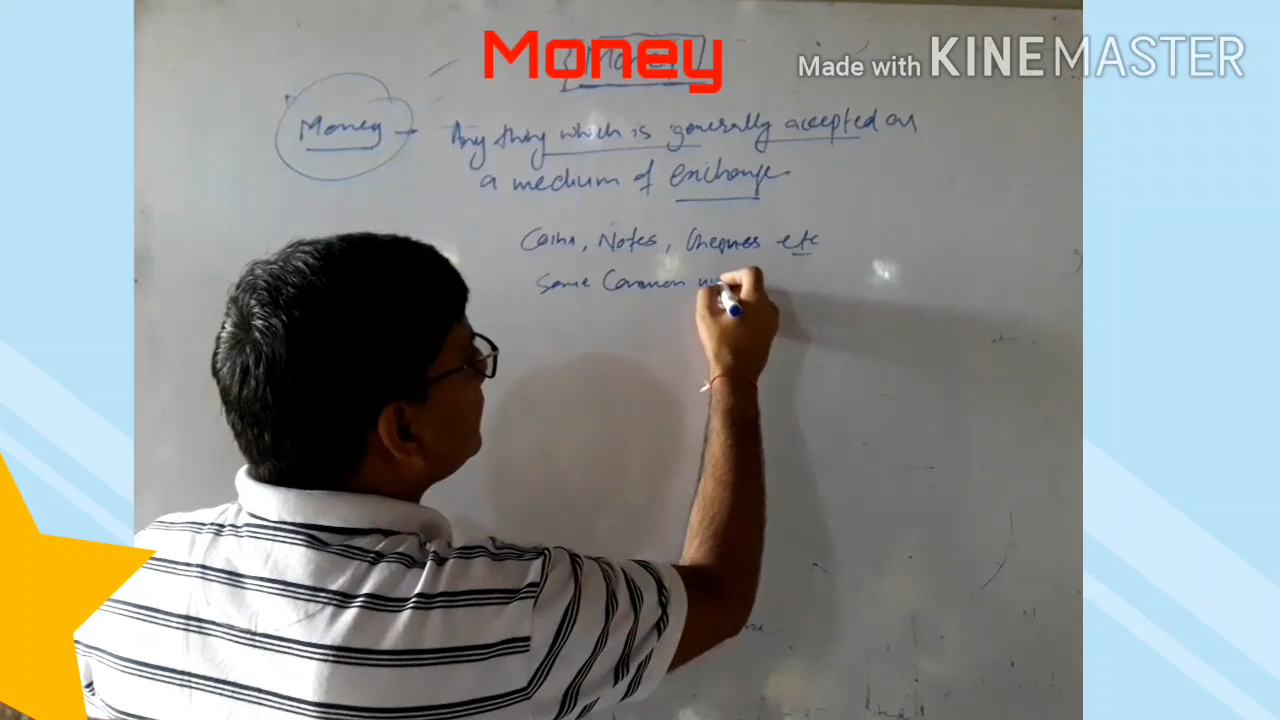 Money
Made with KINEMASTER
Money
Money - Any thing which is generally accepted as
a medium of exchange
Coins, Notes, Cheques etc.
Some Common